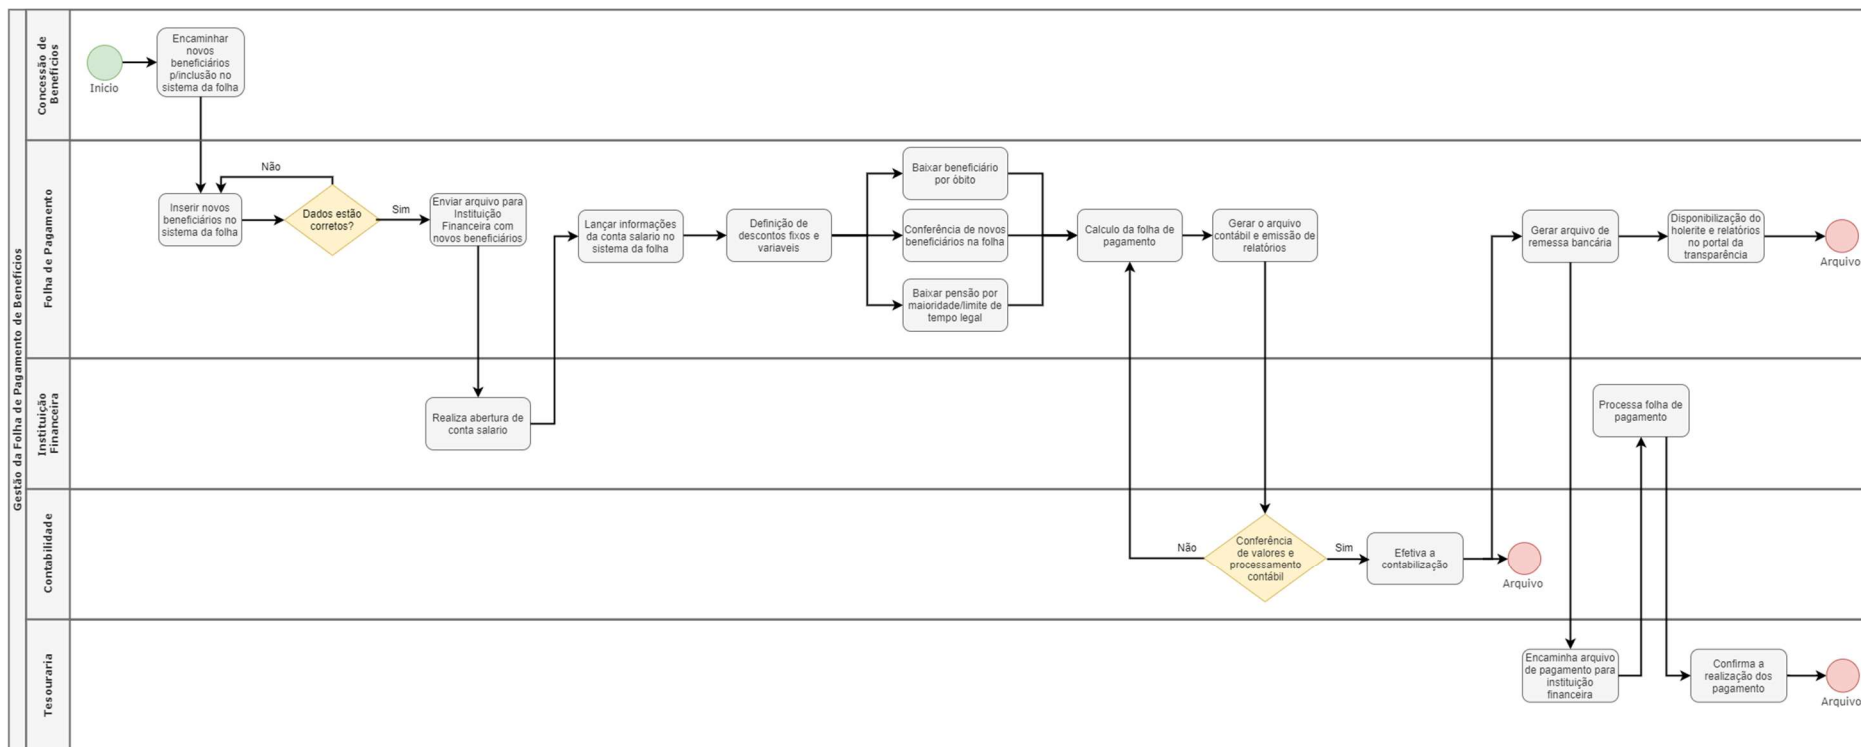 Gestão da Folha de Pagamento de Benefícios
Concessão de
Benefícios
Inicio
Encaminhar
novos
beneficiários
p/inclusão no
sistema da folha
Folha de Pagamento
Inserir novos
beneficiários no
sistema da folha
Não
Dados estão
corretos?
Sim
Enviar arquivo para
Instituição
Financeira com
novos beneficiários
Lançar informações
da conta salario no
sistema da folha
Definição de
descontos fixos e
variaveis
Baixar beneficiário
por óbito
Conferência de novos
beneficiários na folha
Baixar pensão por
maioridade/limite de
tempo legal
Calculo da folha de
pagamento
Gerar o arquivo
contábil e emissão de
relatórios
Gerar arquivo de
remessa bancária
Disponibilização do
holerite e relatórios
no portal da
transparência
Arquivo
Instituição
Financeira
Realiza abertura de
conta salario
Processa folha de
pagamento
Contabilidade
Não
Conferência
de valores e
processamento
contábil
Sim
Efetiva a
contabilização
Arquivo
Tesouraria
Encaminha arquivo
de pagamento para
instituição
financeira
Confirma a
realização dos
pagamento
Arquivo